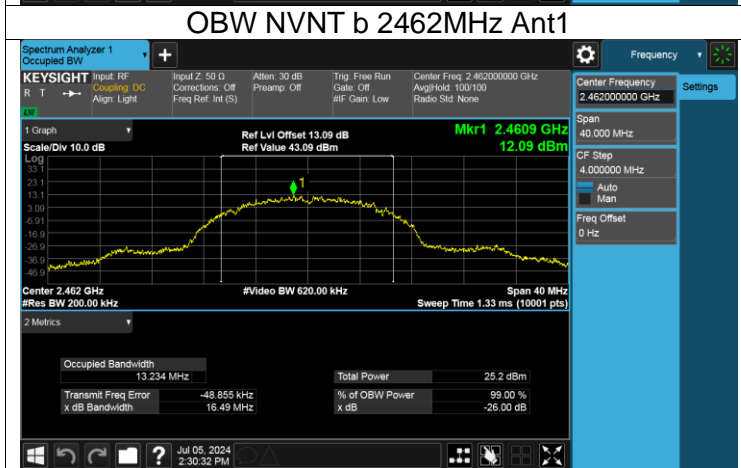 OBW NVNT b 2462MHz Ant1
Spectrum Analyzer 1
Occupied BW
Frequency
KEYSIGHT Input: RF Input Z: 50 Ω Atten: 30 dB Trig: Free Run Center Freq: 2.462000000 GHz
R T Coupling: DC Corrections: Off Preamp: Off Gate: Off Avg|Hold: 100/100
Align: Light Freq Ref: Int (S) #IF Gain: Low Radio Std: None
Center Frequency
2.462000000 GHz
Settings
Span
40.000 MHz
CF Step
4.000000 MHz
Auto
Man
Freq Offset
0 Hz
1 Graph Ref Lvl Offset 13.09 dB Mkr1 2.4609 GHz
Scale/Div 10.0 dB Ref Value 43.09 dBm 12.09 dBm
Log
33.1
23.1
13.1
3.09
-6.91
-16.9
-26.9
-36.9
-46.9
1
Center 2.462 GHz #Video BW 620.00 kHz Span 40 MHz
#Res BW 200.00 kHz Sweep Time 1.33 ms (10001 pts)
2 Metrics
Occupied Bandwidth
13.234 MHz Total Power 25.2 dBm
Transmit Freq Error -48.855 kHz % of OBW Power 99.00 %
x dB Bandwidth 16.49 MHz x dB -26.00 dB
? Jul 05, 2024
2:30:32 PM